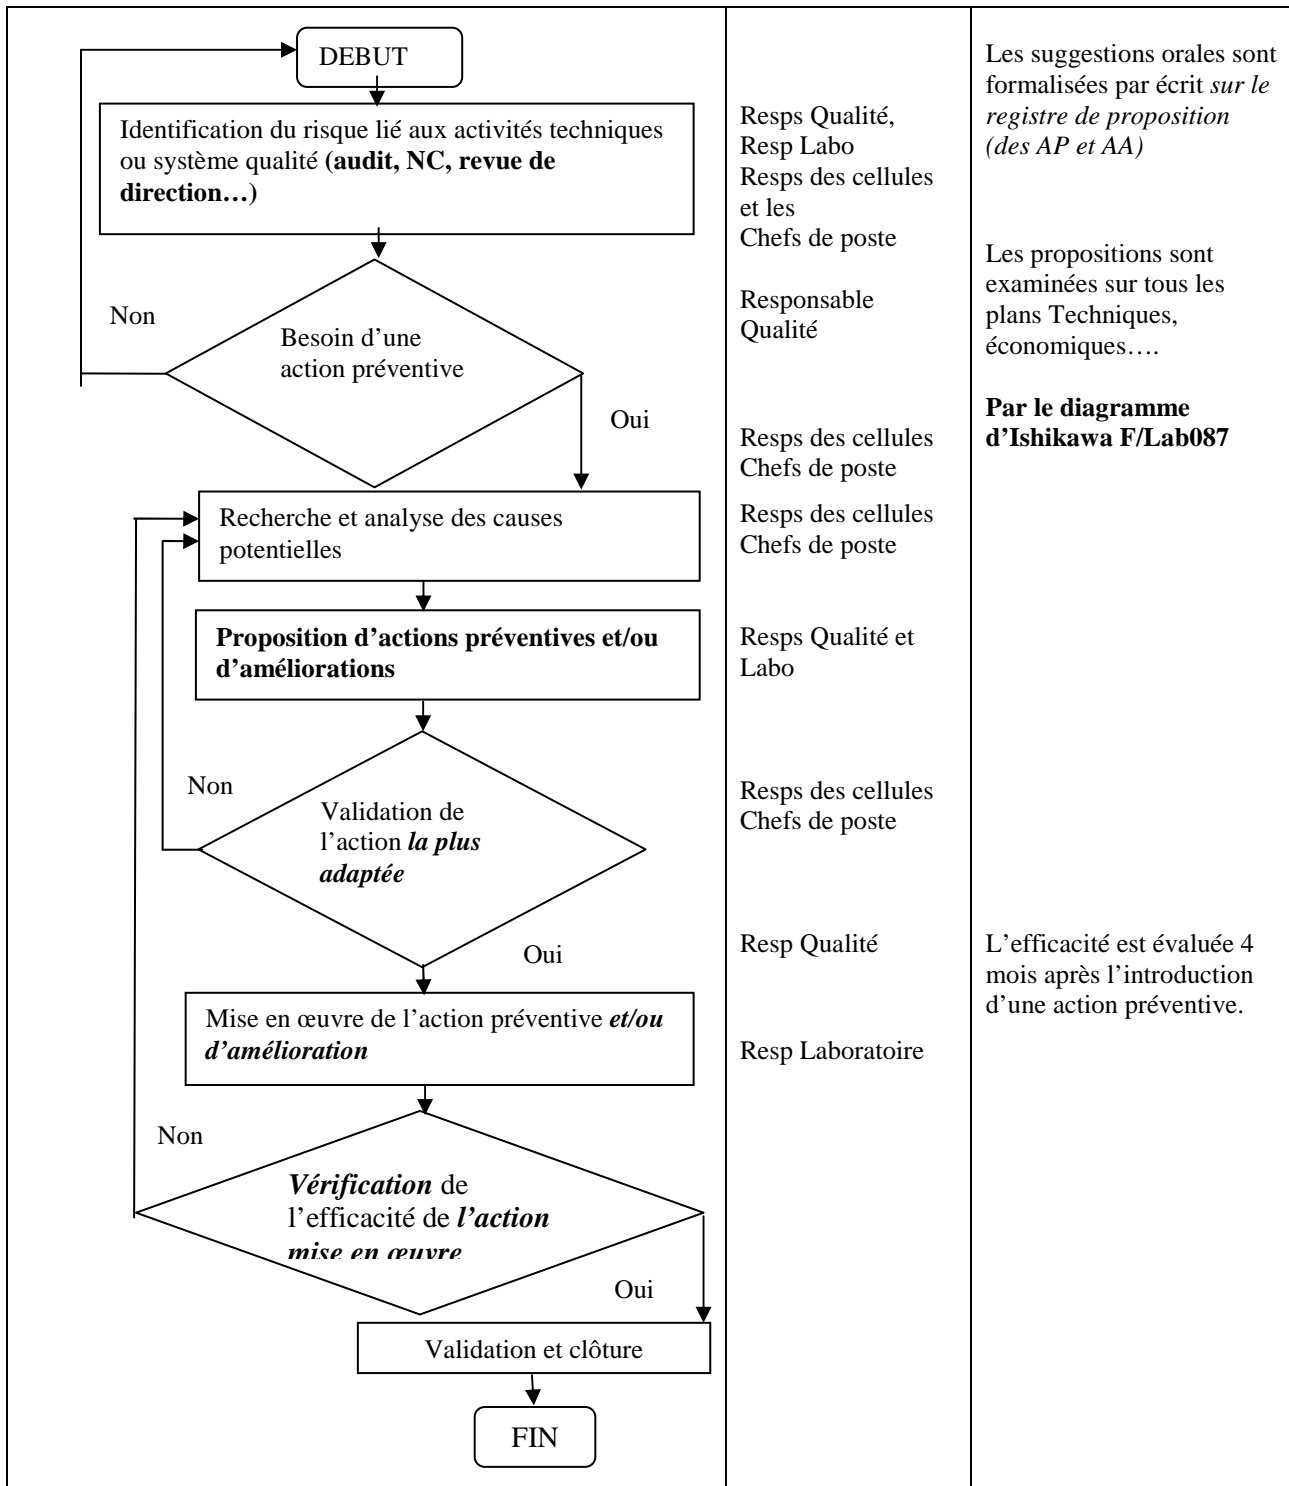 DEBUT
Identification du risque lié aux activités techniques
ou système qualité (audit, NC, revue de
direction…)
Non
Besoin d’une
action préventive
Oui
Recherche et analyse des causes
potentielles
Proposition d’actions préventives et/ou
d’améliorations
Non
Validation de
l’action la plus
adaptée
Oui
Mise en œuvre de l’action préventive et/ou
d’amélioration
Non
Vérification de
l’efficacité de l’action
mise en œuvre
Oui
Validation et clôture
FIN
Resps Qualité,
Resp Labo
Resps des cellules
et les
Chefs de poste
Responsable
Qualité
Resps des cellules
Chefs de poste
Resps des cellules
Chefs de poste
Resps Qualité et
Labo
Resps des cellules
Chefs de poste
Resp Qualité
Resp Laboratoire
Les suggestions orales sont
formalisées par écrit sur le
registre de proposition
(des AP et AA)
Les propositions sont
examinées sur tous les
plans Techniques,
économiques….
Par le diagramme
d’Ishikawa F/Lab087
L’efficacité est évaluée 4
mois après l’introduction
d’une action préventive.